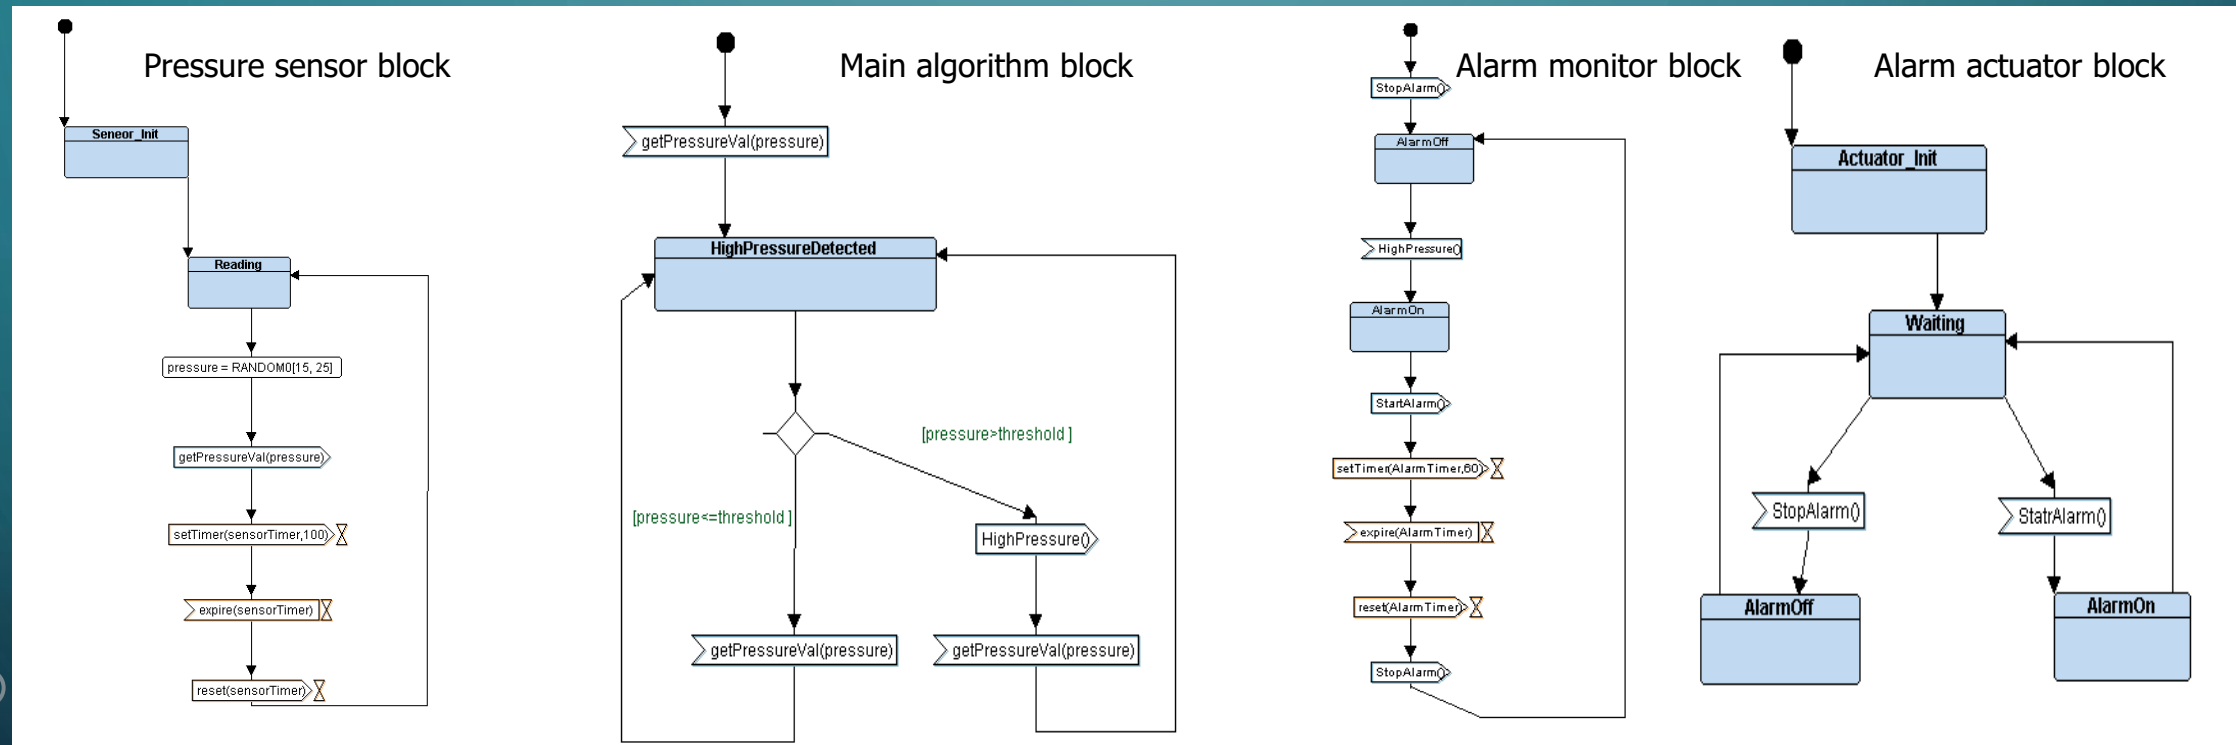 Pressure sensor block
Seneor_Init
Reading
pressure = RANDOM0[15, 25]
getPressureVal(pressure)
setTimer(sensorTimer,100)
expire(sensorTimer)
reset(sensorTimer)
Main algorithm block
getPressureVal(pressure)
HighPressureDetected
[pressure>threshold ]
[pressure<=threshold ]
HighPressure()
getPressureVal(pressure)
getPressureVal(pressure)
Alarm monitor block
StopAlarm()
AlarmOff
HighPressure()
AlarmOn
StartAlarm()
setTimer(AlarmTimer,60)
expire(AlarmTimer)
reset(AlarmTimer)
StopAlarm()
Alarm actuator block
Actuator_Init
Waiting
StopAlarm()
StatrAlarm()
AlarmOff
AlarmOn